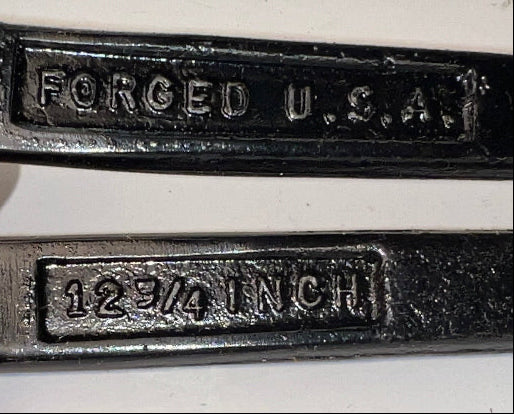 FORGED U.S.A.
12 3/4 INCH